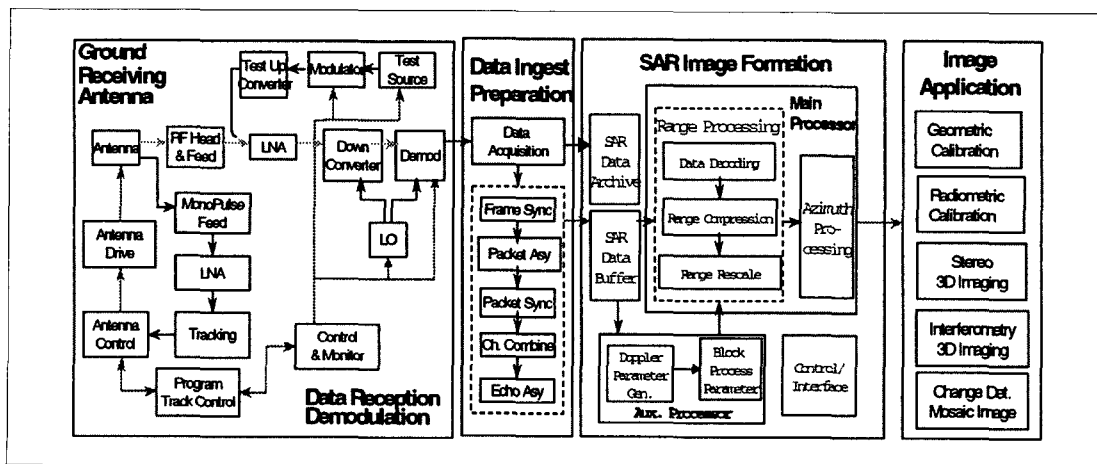 Ground
Receiving
Antenna
Test Up
Converter
Modulator
Test
Source
Antenna
RF Head
& Feed
LNA
Down
Converter
Demod
MonoPulse
Feed
Antenna
Drive
LO
LNA
Antenna
Control
Tracking
Control
& Monitor
Program
Track Control
Data Reception
Demodulation
Data Ingest
Preparation
Data
Acquisition
Frame Sync
Packet Asy
Packet Sync
Ch. Combine
Echo Asy
SAR Image Formation
SAR
Data
Archive
SAR
Data
Buffer
Main
Processor
Range Processing
Data Decoding
Range Compression
Range Rescale
Azimuth
Pro-
cessing
Doppler
Parameter
Gen.
Block
Process
Parameter
Aux. Processor
Control/
Interface
Image
Application
Geometric
Calibration
Radiometric
Calibration
Stereo
3D Imaging
Interferometry
3D Imaging
Change Det.
Mosaic Image